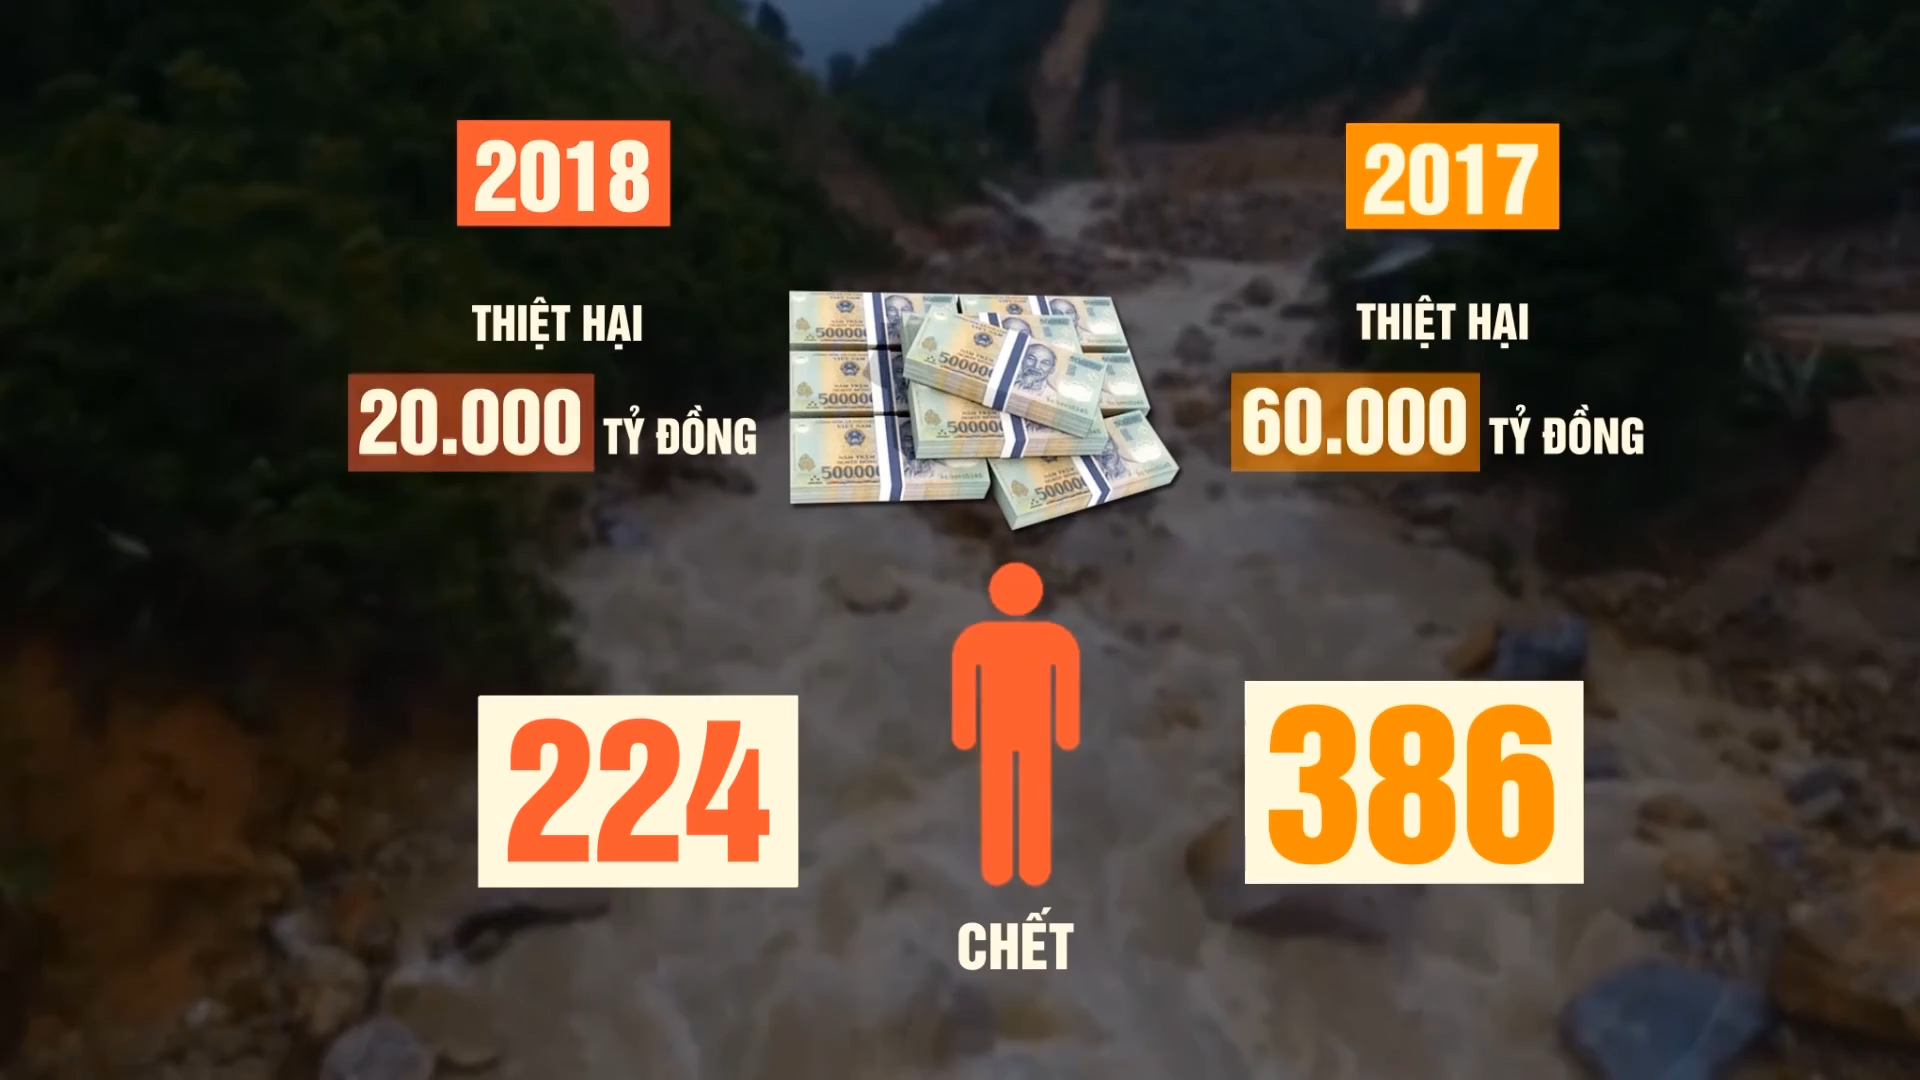 2018
2017
THIỆT HẠI
THIỆT HẠI
20.000 TỶ ĐỒNG
60.000 TỶ ĐỒNG
224
386
CHẾT